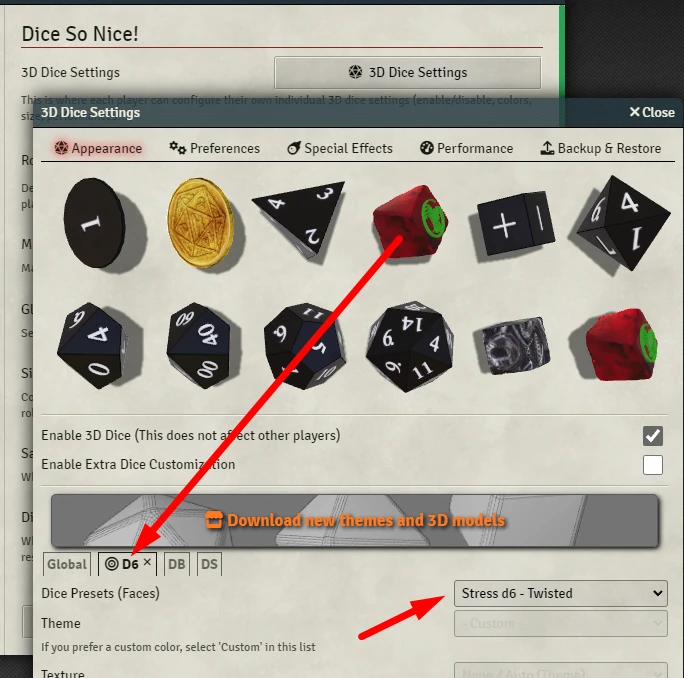 Dice So Nice!
3D Dice Settings
3D Dice Settings
This is where each player can configure their own individual 3D dice settings (enable/disable, colors,
3D Dice Settings
Close
Appearance Preferences Special Effects Performance Backup & Restore
1 4 3 2 + 4 1
6 4 0 60 40 00 11 6 5 10 14 6 4 9 11
Enable 3D Dice (This does not affect other players)
Enable Extra Dice Customization
Download new themes and 3D models
Global D6 × DB DS
Dice Presets (Faces) Stress d6 - Twisted
Theme - Custom -
If you prefer a custom color, select 'Custom' in this list
Texture None / Auto (Theme)